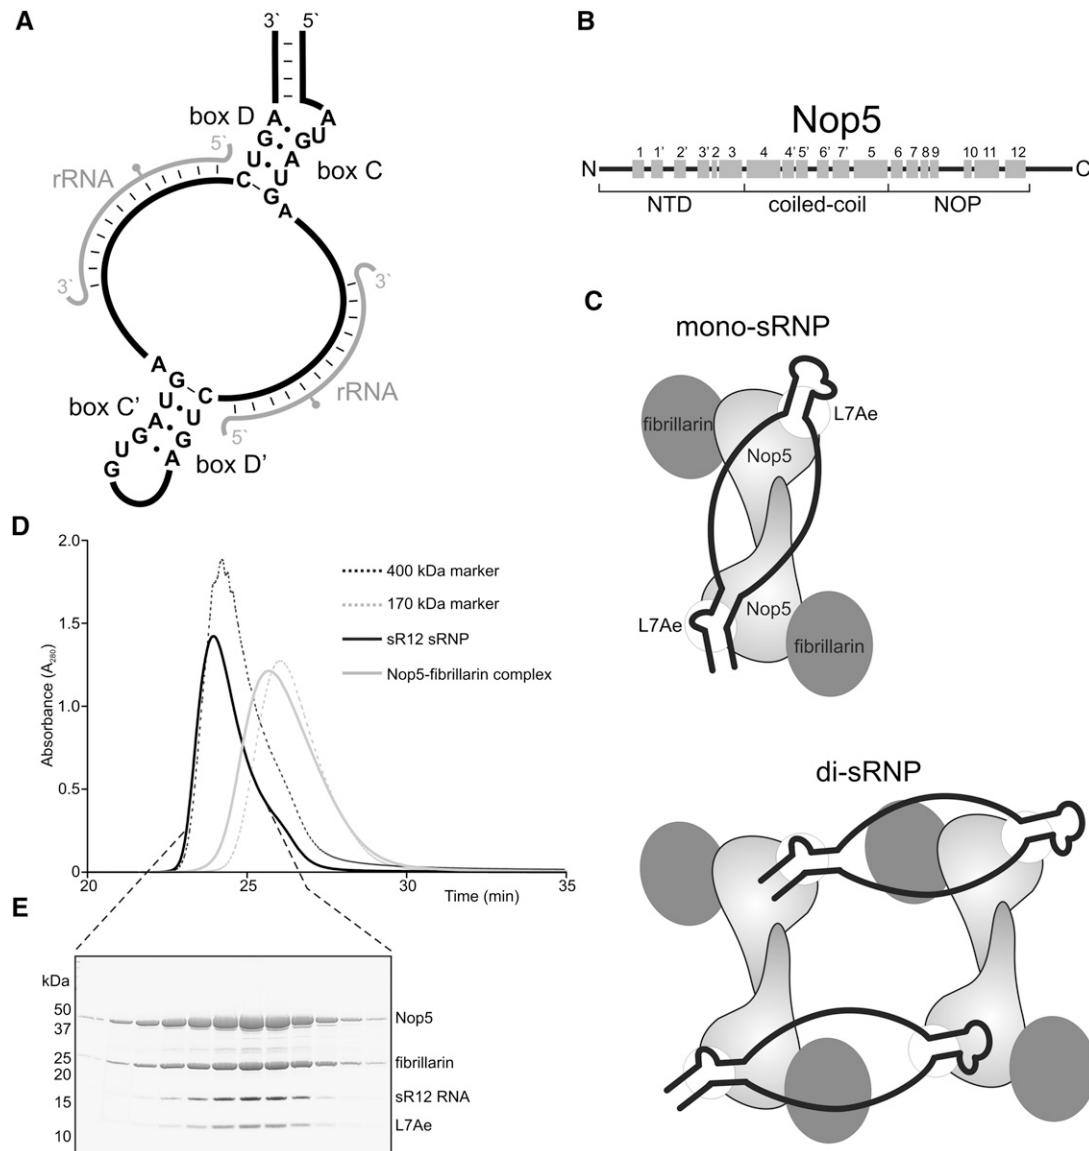 A
3` 5`
box D
A
A
G
U
G
U
A
box C
5`
rRNA
C
U
G
A
3`
3`
A
G
C
rRNA
box C'
U
A
U
G
G
5`
U
A
G
box D'
B
Nop5
1 1' 2' 3' 2 3 4 4' 5' 6' 7' 5 6 7 8 9 10 11 12
N C
NTD coiled-coil NOP
C
mono-sRNP
fibrillarin
L7Ae
Nop5
Nop5
L7Ae
fibrillarin
di-sRNP
D
Absorbance (A280)
2.0
1.5
1.0
0.5
0
20 25 30 35
Time (min)
400 kDa marker
170 kDa marker
sR12 sRNP
Nop5-fibrillarin complex
E
kDa
50
37
25
20
15
10
Nop5
fibrillarin
sR12 RNA
L7Ae